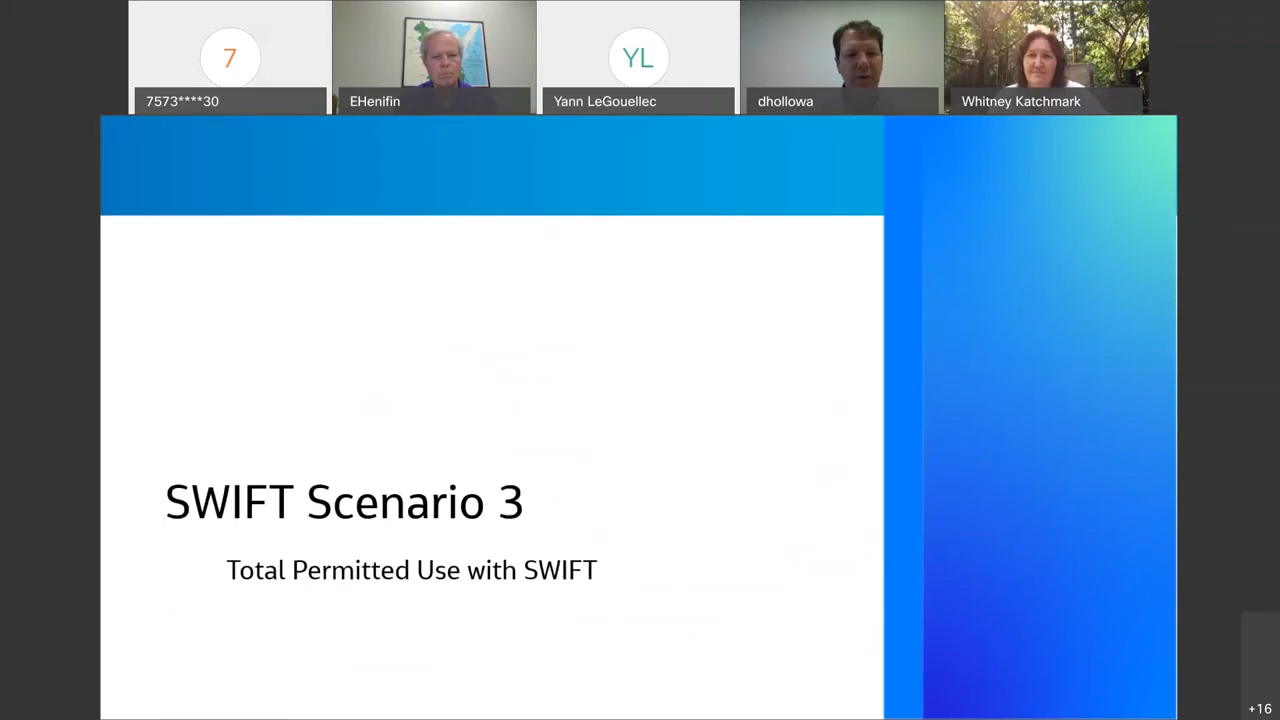 7
YL
7573****30
EHenifin
Yann LeGouellec
dhollowa
Whitney Katchmark
SWIFT Scenario 3
Total Permitted Use with SWIFT
+16